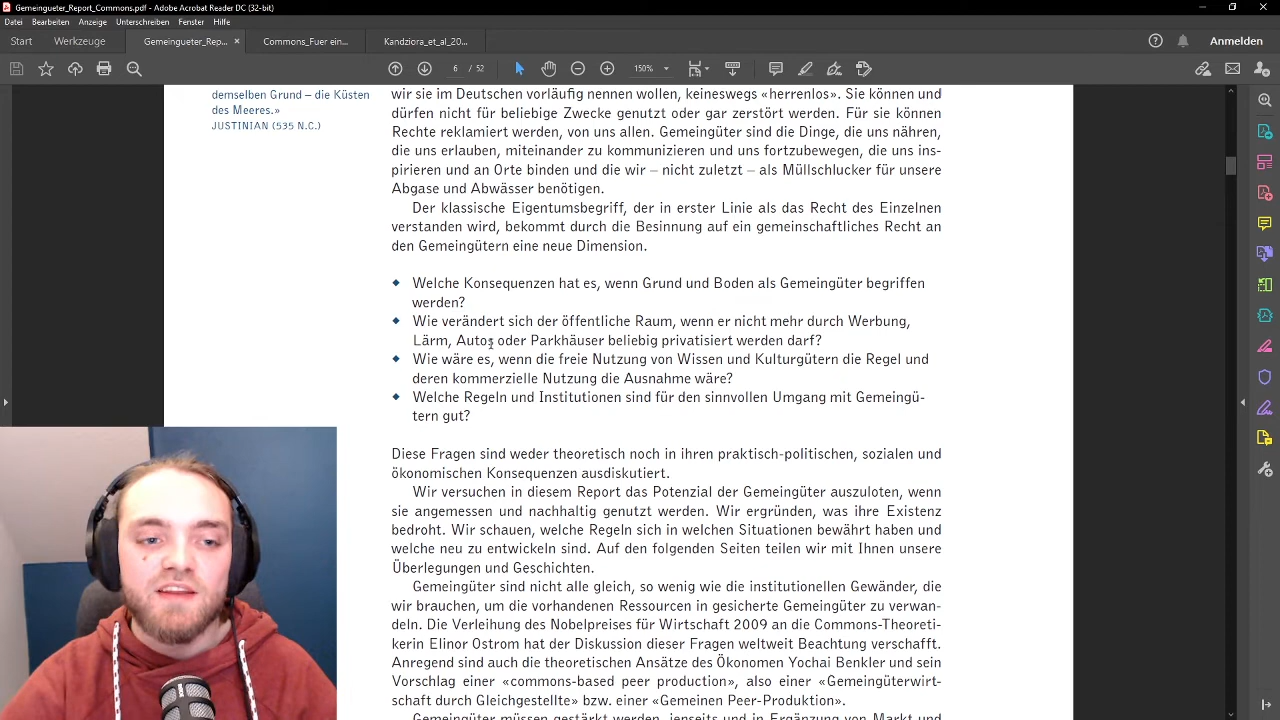 Gemeingueter_Report_Commons.pdf - Adobe Acrobat Reader DC (32-bit)
Datei Bearbeiten Anzeige Unterschreiben Fenster Hilfe
Start Werkzeuge Gemeingueter_Rep... × Commons_Fuer ein... Kandziora_et_al_20... Anmelden
6 / 52 150%
demselben Grund – die Küsten
des Meeres.»
JUSTINIAN (535 N.C.)
wir sie im Deutschen vorläufig nennen wollen, keineswegs «herrenlos». Sie können und
dürfen nicht für beliebige Zwecke genutzt oder gar zerstört werden. Für sie können
Rechte reklamiert werden, von uns allen. Gemeingüter sind die Dinge, die uns nähren,
die uns erlauben, miteinander zu kommunizieren und uns fortzubewegen, die uns ins-
pirieren und an Orte binden und die wir – nicht zuletzt – als Müllschlucker für unsere
Abgase und Abwässer benötigen.
Der klassische Eigentumsbegriff, der in erster Linie als das Recht des Einzelnen
verstanden wird, bekommt durch die Besinnung auf ein gemeinschaftliches Recht an
den Gemeingütern eine neue Dimension.
◆ Welche Konsequenzen hat es, wenn Grund und Boden als Gemeingüter begriffen
werden?
◆ Wie verändert sich der öffentliche Raum, wenn er nicht mehr durch Werbung,
Lärm, Autos oder Parkhäuser beliebig privatisiert werden darf?
◆ Wie wäre es, wenn die freie Nutzung von Wissen und Kulturgütern die Regel und
deren kommerzielle Nutzung die Ausnahme wäre?
◆ Welche Regeln und Institutionen sind für den sinnvollen Umgang mit Gemeingü-
tern gut?
Diese Fragen sind weder theoretisch noch in ihren praktisch-politischen, sozialen und
ökonomischen Konsequenzen ausdiskutiert.
Wir versuchen in diesem Report das Potenzial der Gemeingüter auszuloten, wenn
sie angemessen und nachhaltig genutzt werden. Wir ergründen, was ihre Existenz
bedroht. Wir schauen, welche Regeln sich in welchen Situationen bewährt haben und
welche neu zu entwickeln sind. Auf den folgenden Seiten teilen wir mit Ihnen unsere
Überlegungen und Geschichten.
Gemeingüter sind nicht alle gleich, so wenig wie die institutionellen Gewänder, die
wir brauchen, um die vorhandenen Ressourcen in gesicherte Gemeingüter zu verwan-
deln. Die Verleihung des Nobelpreises für Wirtschaft 2009 an die Commons-Theoreti-
kerin Elinor Ostrom hat der Diskussion dieser Fragen weltweit Beachtung verschafft.
Anregend sind auch die theoretischen Ansätze des Ökonomen Yochai Benkler und sein
Vorschlag einer «commons-based peer production», also einer «Gemeingüterwirt-
schaft durch Gleichgestellte» bzw. einer «Gemeinen Peer-Produktion».
Gemeingüter müssen gestärkt werden, jenseits und in Ergänzung von Markt und